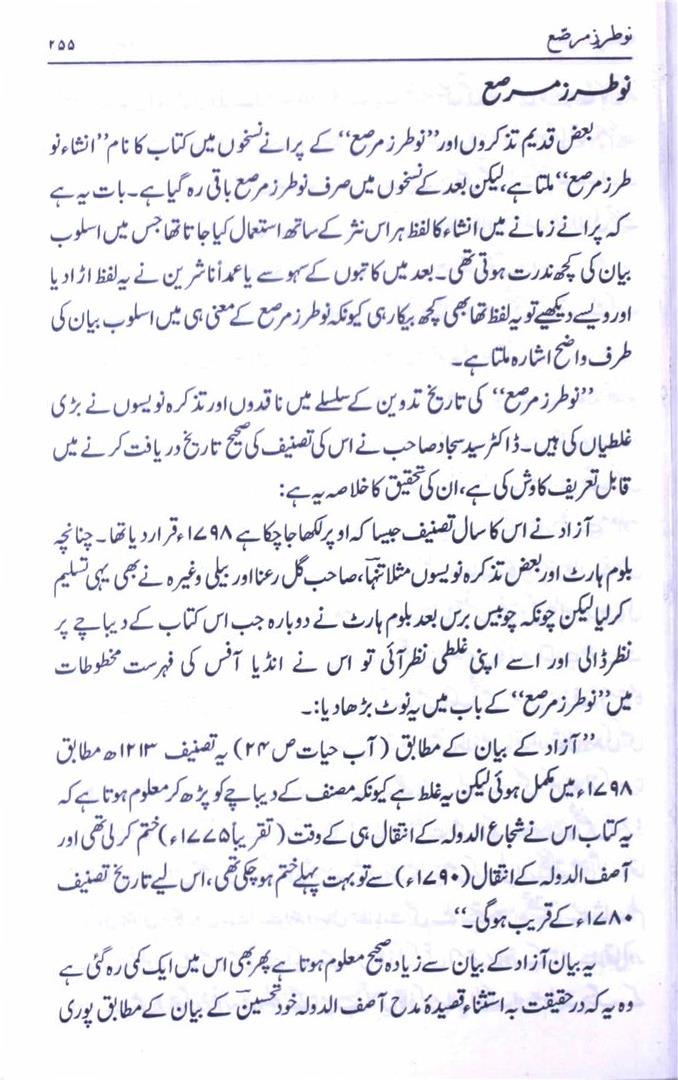 نوطرزِ مرصّع
۲۵۵
نوطرز مرصع
بعض قدیم تذکروں اور ’’نوطرز مرصع‘‘ کے پرانے نسخوں میں کتاب کا نام ’’انشاء نو
طرز مرصع‘‘ ملتا ہے، لیکن بعد کے نسخوں میں صرف نوطرز مرصع باقی رہ گیا ہے۔ بات یہ ہے
کہ پرانے زمانے میں انشاء کا لفظ ہر اس نثر کے ساتھ استعمال کیا جاتا تھا جس میں اسلوب
بیان کی کچھ ندرت ہوتی تھی۔ بعد میں کاتبوں کے سہو سے یا عمداً ناشرین نے یہ لفظ اڑا دیا
اور ویسے دیکھیے تو یہ لفظ تھا بھی کچھ بیکار ہی کیونکہ نوطرز مرصع کے معنی ہی میں اسلوب بیان کی
طرف واضح اشارہ ملتا ہے۔
’’نوطرز مرصع‘‘ کی تاریخ تدوین کے سلسلے میں ناقدوں اور تذکرہ نویسوں نے بڑی
غلطیاں کی ہیں۔ ڈاکٹر سید سجاد صاحب نے اس کی تصنیف کی صحیح تاریخ دریافت کرنے میں
قابل تعریف کاوش کی ہے، ان کی تحقیق کا خلاصہ یہ ہے:
آزاد نے اس کا سال تصنیف جیسا کہ اوپر لکھا جا چکا ہے ۱۷۹۸ء قرار دیا تھا۔ چنانچہ
بلوم ہارٹ اور بعض تذکرہ نویسوں مثلا تنہاؔ، صاحب گل رعنا اور بیلی وغیرہ نے بھی یہی تسلیم
کر لیا لیکن چونکہ چوبیس برس بعد بلوم ہارٹ نے دوبارہ جب اس کتاب کے دیباچے پر
نظر ڈالی اور اسے اپنی غلطی نظر آئی تو اس نے انڈیا آفس کی فہرست مخطوطات
میں ’’نوطرز مرصع‘‘ کے باب میں یہ نوٹ بڑھا دیا:۔
’’آزاد کے بیان کے مطابق (آب حیات ص ۲۴) یہ تصنیف ۱۲۱۳ھ مطابق
۱۷۹۸ء میں مکمل ہوئی لیکن یہ غلط ہے کیونکہ مصنف کے دیباچے کو پڑھ کر معلوم ہوتا ہے کہ
یہ کتاب اس نے شجاع الدولہ کے انتقال ہی کے وقت (تقریباً ۱۷۷۵ء) ختم کر لی تھی اور
آصف الدولہ کے انتقال (۱۷۹۰ء) سے تو بہت پہلے ختم ہو چکی تھی، اس لیے تاریخ تصنیف
۱۷۸۰ء کے قریب ہوگی۔‘‘
یہ بیان آزاد کے بیان سے زیادہ صحیح معلوم ہوتا ہے پھر بھی اس میں ایک کمی رہ گئی ہے
وہ یہ کہ درحقیقت بہ استثناء قصیدۂ مدح آصف الدولہ خود تحسینؔ کے بیان کے مطابق پوری